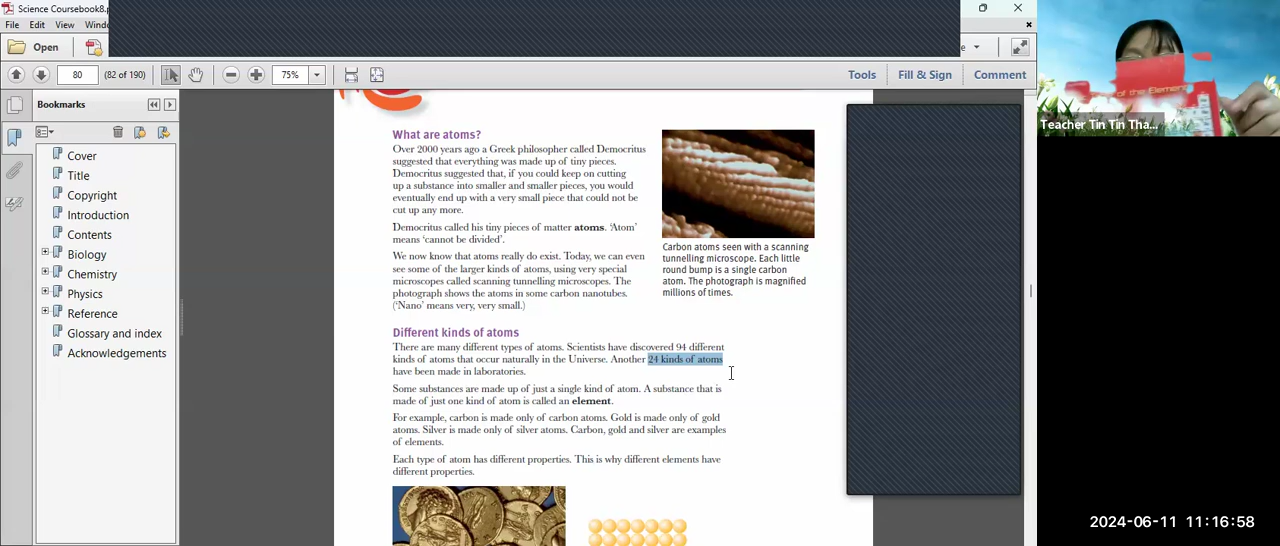 Science Coursebook8.p
File Edit View Windo
Open
80 (82 of 190) 75% Tools Fill & Sign Comment
Bookmarks
Cover
Title
Copyright
Introduction
Contents
Biology
Chemistry
Physics
Reference
Glossary and index
Acknowledgements
What are atoms?
Over 2000 years ago a Greek philosopher called Democritus
suggested that everything was made up of tiny pieces.
Democritus suggested that, if you could keep on cutting
up a substance into smaller and smaller pieces, you would
eventually end up with a very small piece that could not be
cut up any more.
Democritus called his tiny pieces of matter atoms. 'Atom'
means 'cannot be divided'.
We now know that atoms really do exist. Today, we can even
see some of the larger kinds of atoms, using very special
microscopes called scanning tunnelling microscopes. The
photograph shows the atoms in some carbon nanotubes.
('Nano' means very, very small.)
Carbon atoms seen with a scanning
tunnelling microscope. Each little
round bump is a single carbon
atom. The photograph is magnified
millions of times.
Different kinds of atoms
There are many different types of atoms. Scientists have discovered 94 different
kinds of atoms that occur naturally in the Universe. Another 24 kinds of atoms
have been made in laboratories.
Some substances are made up of just a single kind of atom. A substance that is
made of just one kind of atom is called an element.
For example, carbon is made only of carbon atoms. Gold is made only of gold
atoms. Silver is made only of silver atoms. Carbon, gold and silver are examples
of elements.
Each type of atom has different properties. This is why different elements have
different properties.
of the Element
Teacher Tin Tin Tha...
2024-06-11 11:16:58